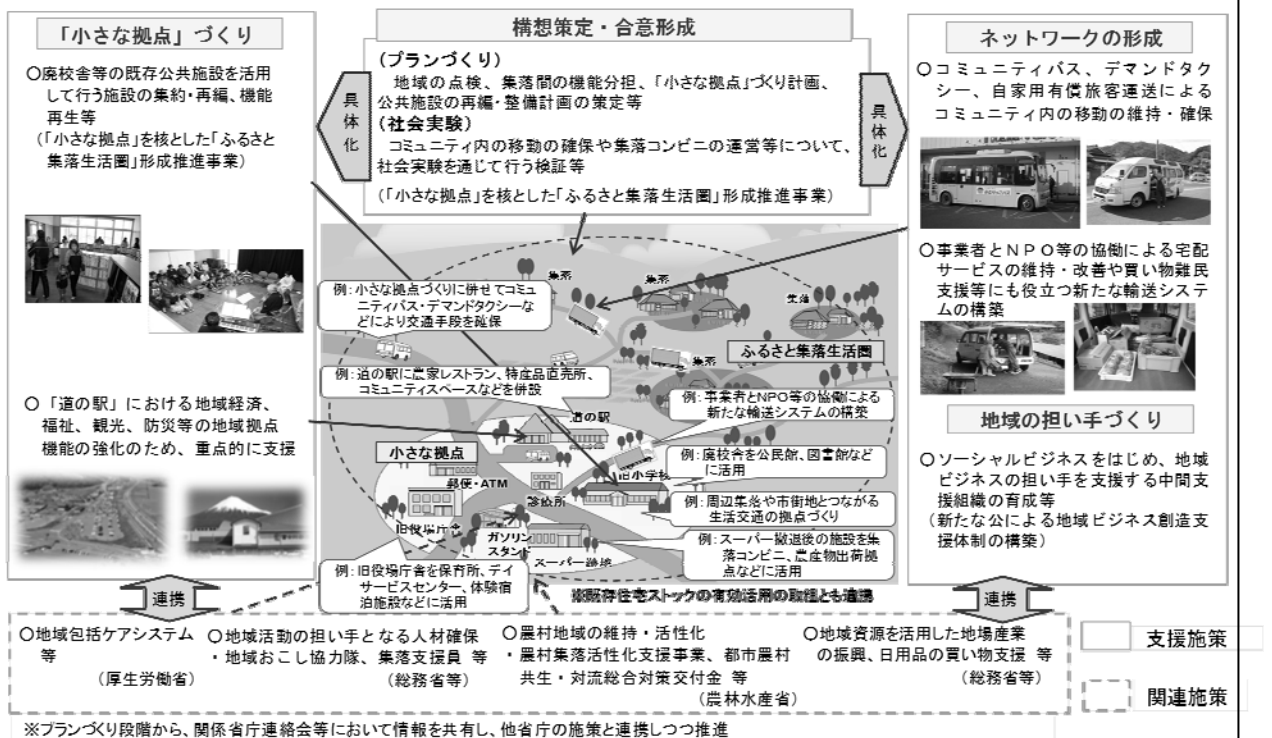 「小さな拠点」づくり
○廃校舎等の既存公共施設を活用
して行う施設の集約・再編、機能
再生等
(「小さな拠点」を核とした「ふるさと
集落生活圏」形成推進事業)
○「道の駅」における地域経済、
福祉、観光、防災等の地域拠点
機能の強化のため、重点的に支援
構想策定・合意形成
(プランづくり)
地域の点検、集落間の機能分担、「小さな拠点」づくり計画、
公共施設の再編・整備計画の策定等
(社会実験)
コミュニティ内の移動の確保や集落コンビニの運営等について、
社会実験を通じて行う検証等
(「小さな拠点」を核とした「ふるさと集落生活圏」形成推進事業)
具体化
具体化
ネットワークの形成
○コミュニティバス、デマンドタク
シー、自家用有償旅客運送による
コミュニティ内の移動の維持・確保
○事業者とNPO等の協働による宅配
サービスの維持・改善や買い物難民
支援等にも役立つ新たな輸送システ
ムの構築
地域の担い手づくり
○ソーシャルビジネスをはじめ、地域
ビジネスの担い手を支援する中間支
援組織の育成等
(新たな公による地域ビジネス創造支
援体制の構築)
集落
集落
集落
集落
例:小さな拠点づくりに併せてコミュ
ニティバス・デマンドタクシーな
どにより交通手段を確保
ふるさと集落生活圏
例:道の駅に農家レストラン、特産品直売所、
コミュニティスペースなどを併設
例:事業者とNPO等の協働による
新たな輸送システムの構築
道の駅
小さな拠点
例:廃校舎を公民館、図書館など
に活用
旧小学校
郵便・ATM
診療所
例:周辺集落や市街地とつながる
生活交通の拠点づくり
旧役場庁舎
ガソリン
スタンド
スーパー跡地
例:スーパー撤退後の施設を集
落コンビニ、農産物出荷拠
点などに活用
例:旧役場庁舎を保育所、デイ
サービスセンター、体験宿
泊施設などに活用
※既存住宅ストックの有効活用の取組とも連携
連携
連携
○地域包括ケアシステム
等
(厚生労働省)
○地域活動の担い手となる人材確保
・地域おこし協力隊、集落支援員 等
(総務省等)
○農村地域の維持・活性化
・農村集落活性化支援事業、都市農村
共生・対流総合対策交付金 等
(農林水産省)
○地域資源を活用した地場産業
の振興、日用品の買い物支援 等
(総務省等)
支援施策
関連施策
※プランづくり段階から、関係省庁連絡会等において情報を共有し、他省庁の施策と連携しつつ推進